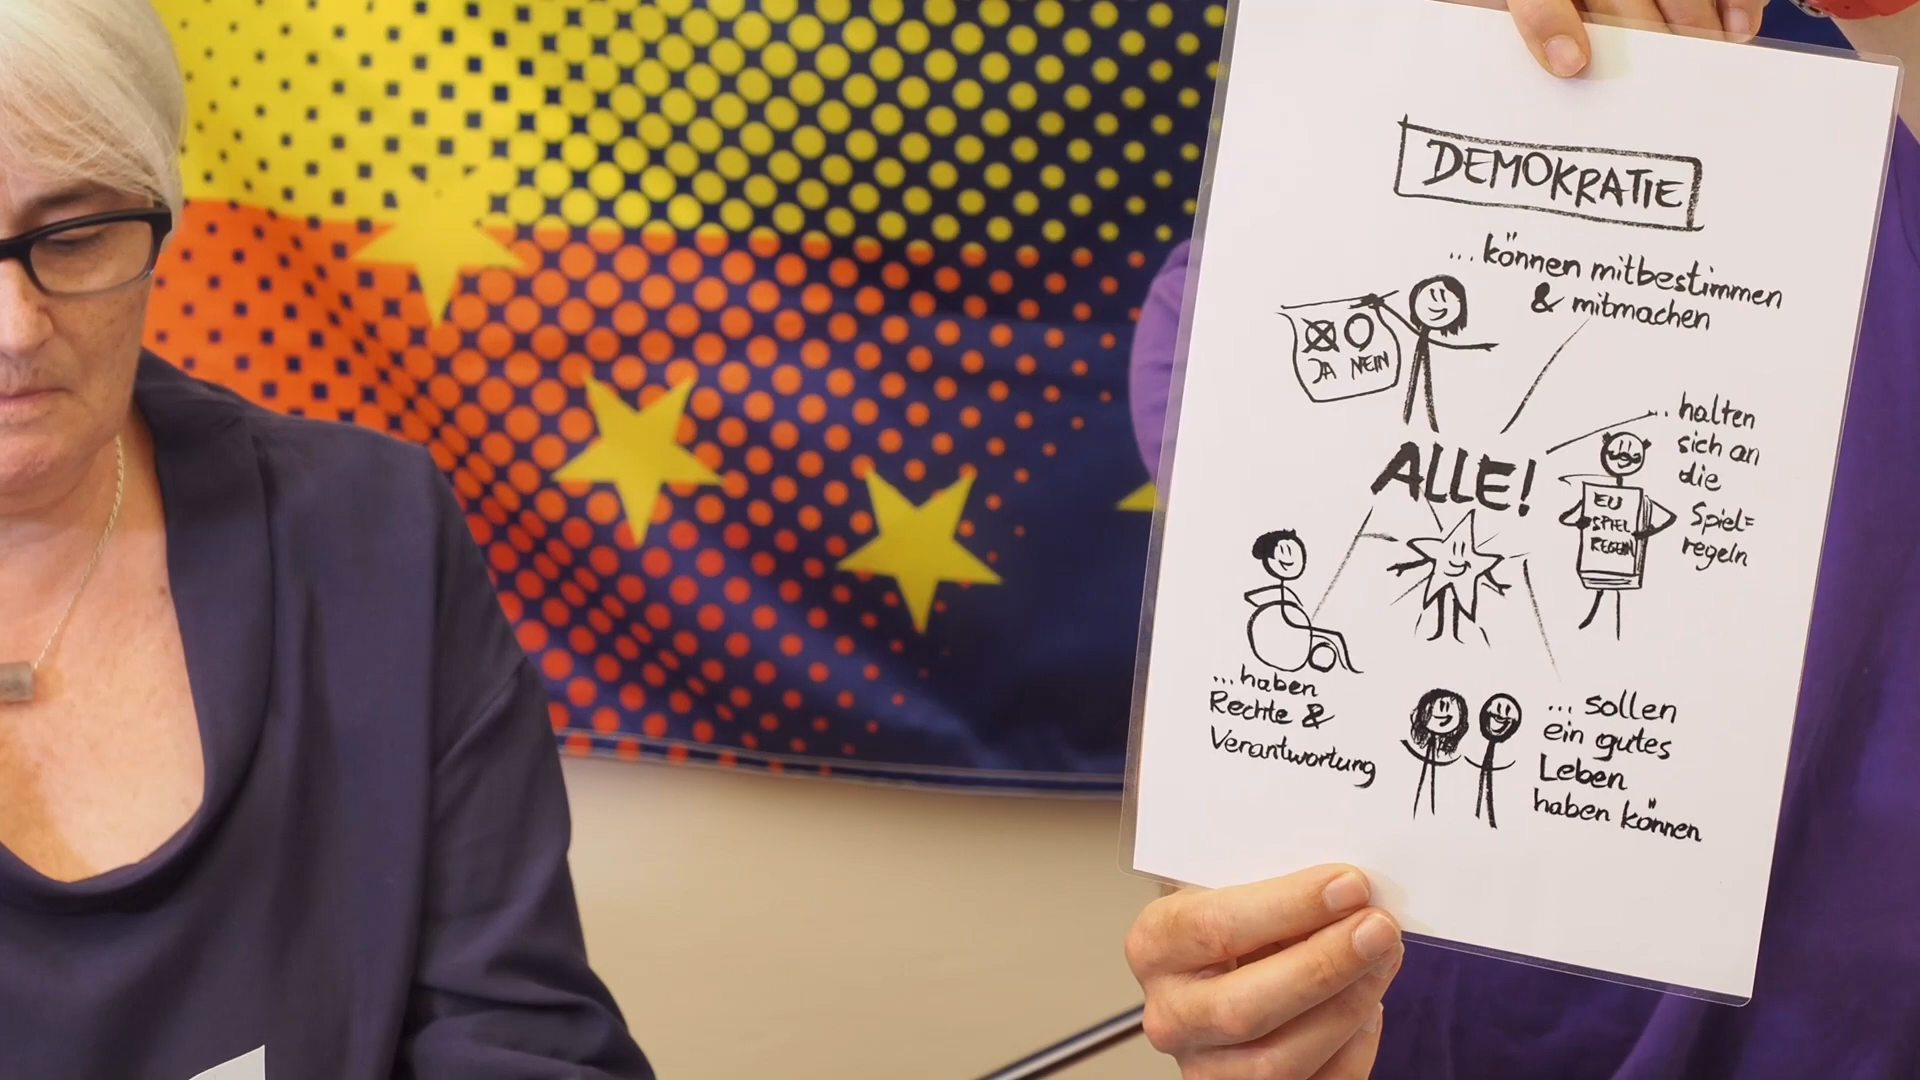 DEMOKRATIE
... können mitbestimmen
& mitmachen
JA NEIN
... halten
sich an
die
Spiel=
regeln
ALLE!
EU
SPIEL
REGELN
... haben
Rechte &
Verantwortung
... sollen
ein gutes
Leben
haben können